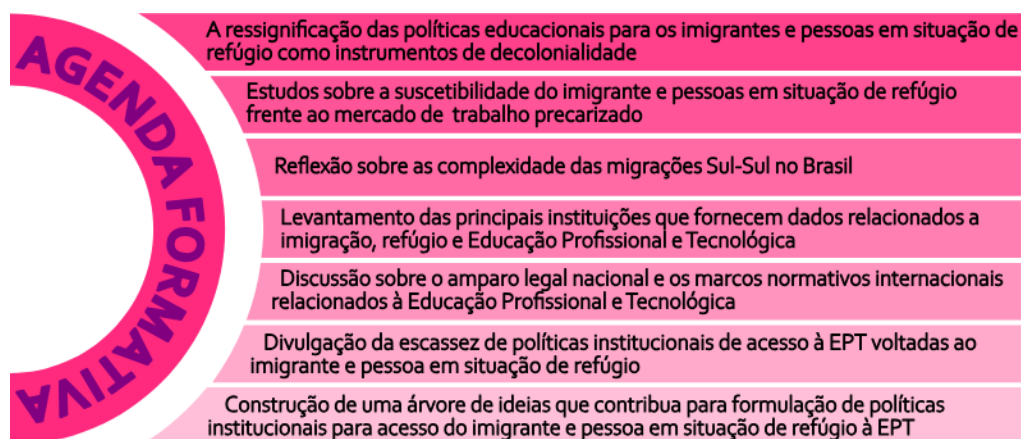 AGENDA FORMATIVA
A ressignificação das políticas educacionais para os imigrantes e pessoas em situação de
refúgio como instrumentos de decolonialidade
Estudos sobre a suscetibilidade do imigrante e pessoas em situação de refúgio
frente ao mercado de trabalho precarizado
Reflexão sobre as complexidade das migrações Sul-Sul no Brasil
Levantamento das principais instituições que fornecem dados relacionados a
imigração, refúgio e Educação Profissional e Tecnológica
Discussão sobre o amparo legal nacional e os marcos normativos internacionais
relacionados à Educação Profissional e Tecnológica
Divulgação da escassez de políticas institucionais de acesso à EPT voltadas ao
imigrante e pessoa em situação de refúgio
Construção de uma árvore de ideias que contribua para formulação de políticas
institucionais para acesso do imigrante e pessoa em situação de refúgio à EPT